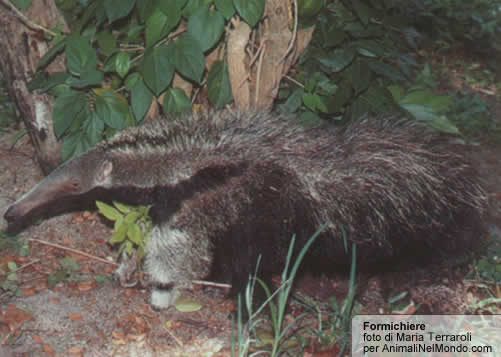 Formichiere
foto di Maria Terraroli
per AnimaliNelMondo.com